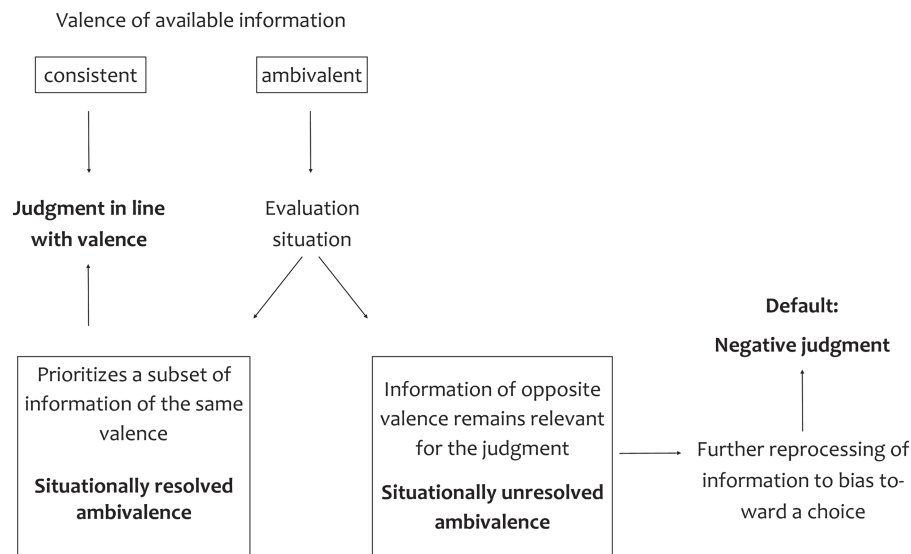 Valence of available information
consistent
ambivalent
Judgment in line
with valence
Evaluation
situation
Prioritizes a subset of
information of the same
valence
Situationally resolved
ambivalence
Information of opposite
valence remains relevant
for the judgment
Situationally unresolved
ambivalence
Further reprocessing of
information to bias to-
ward a choice
Default:
Negative judgment